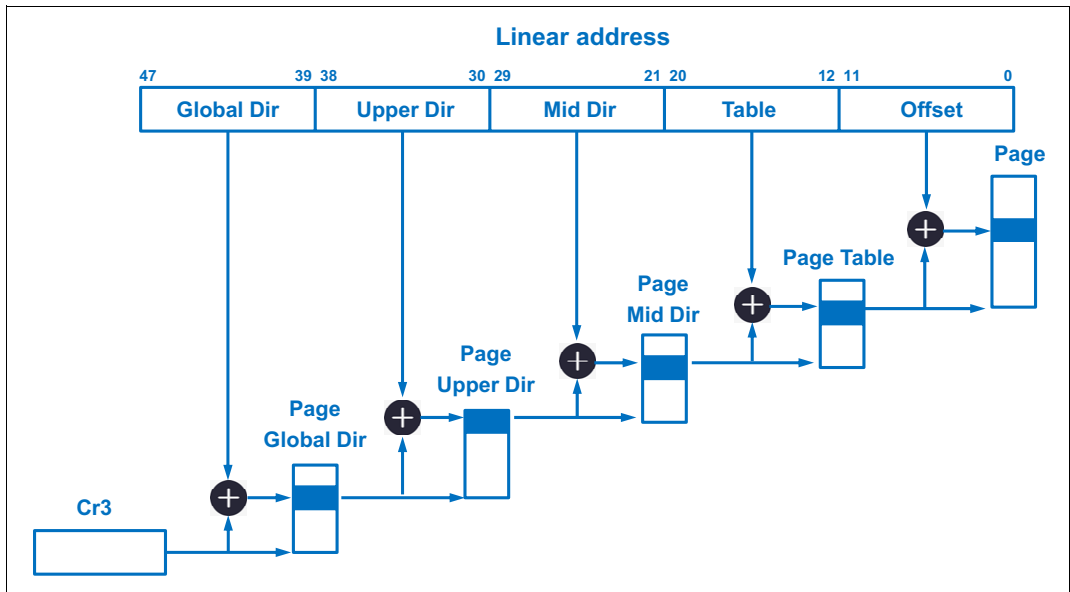 Linear address
47 39 38 30 29 21 20 12 11 0
Global Dir Upper Dir Mid Dir Table Offset
Page
Page Table
Page
Mid Dir
Page
Upper Dir
Page
Global Dir
Cr3